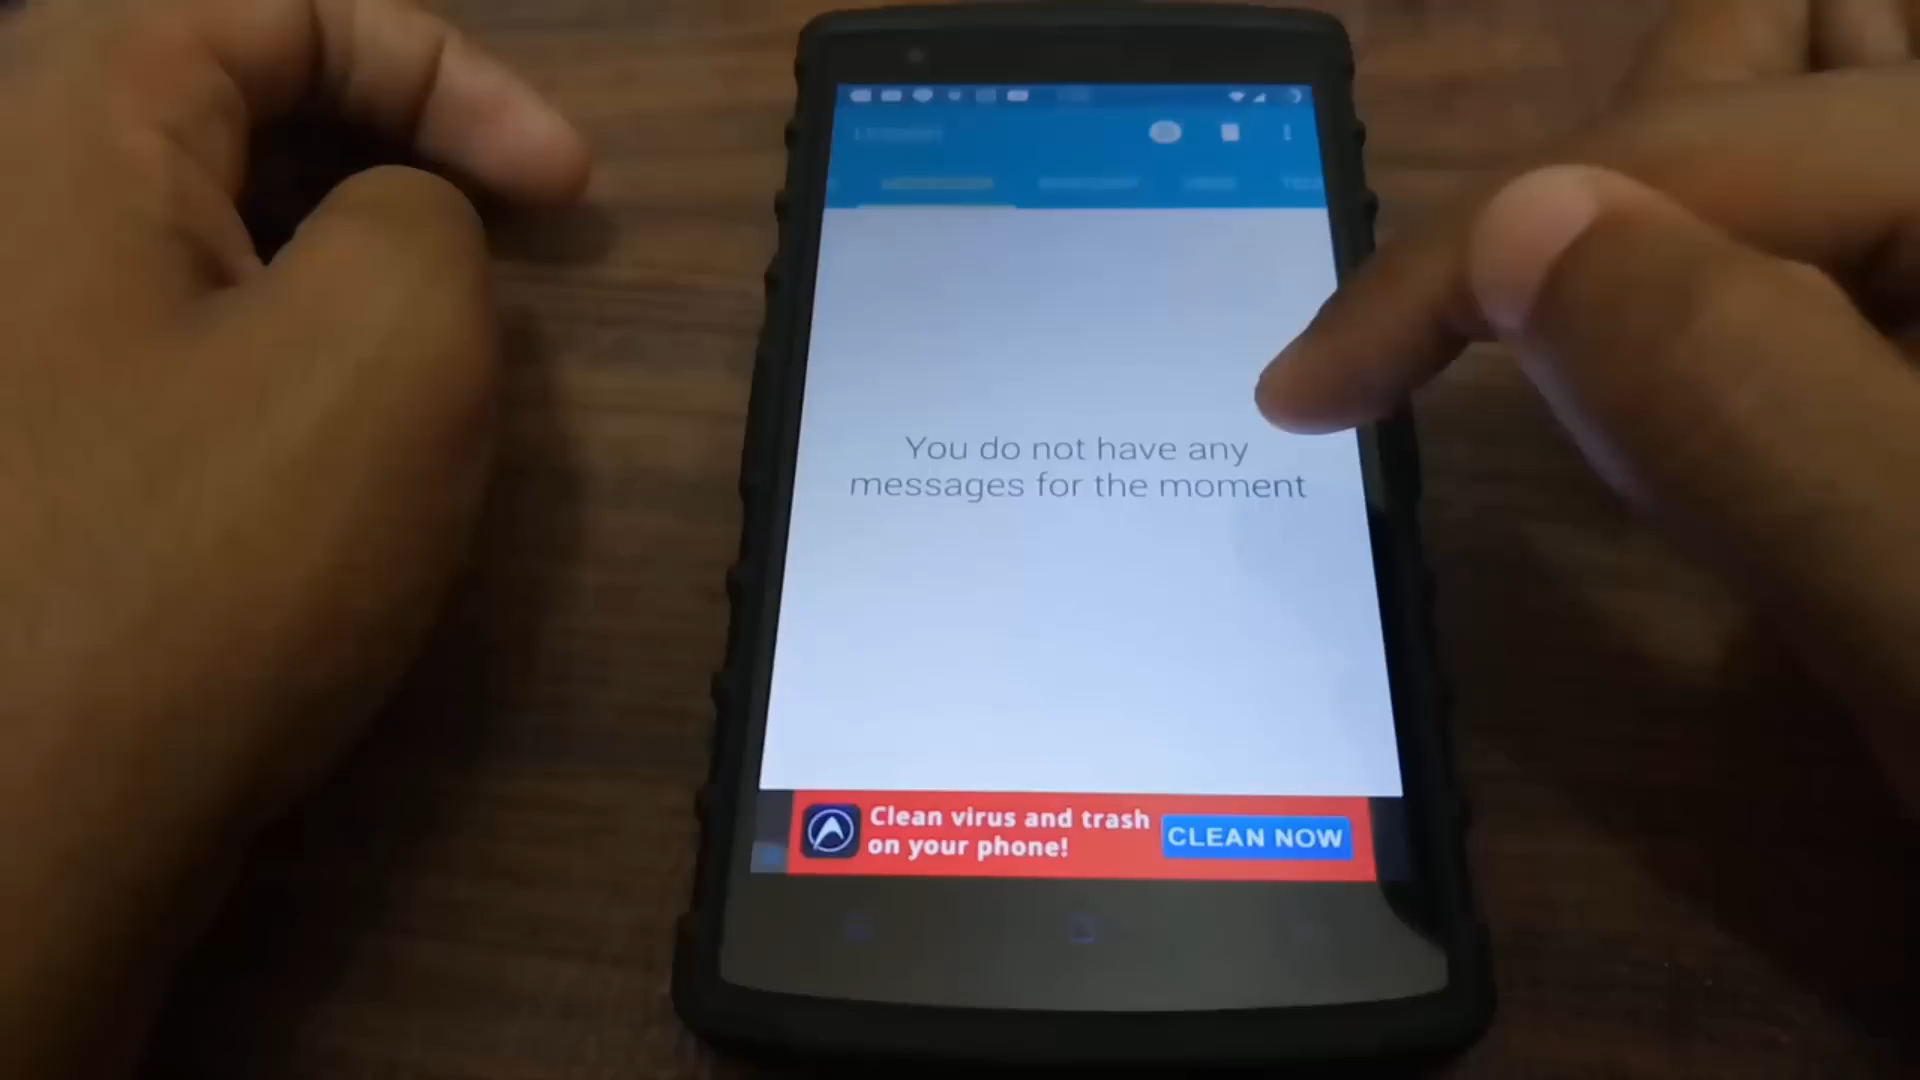 You do not have any
messages for the moment
Clean virus and trash
on your phone!
CLEAN NOW